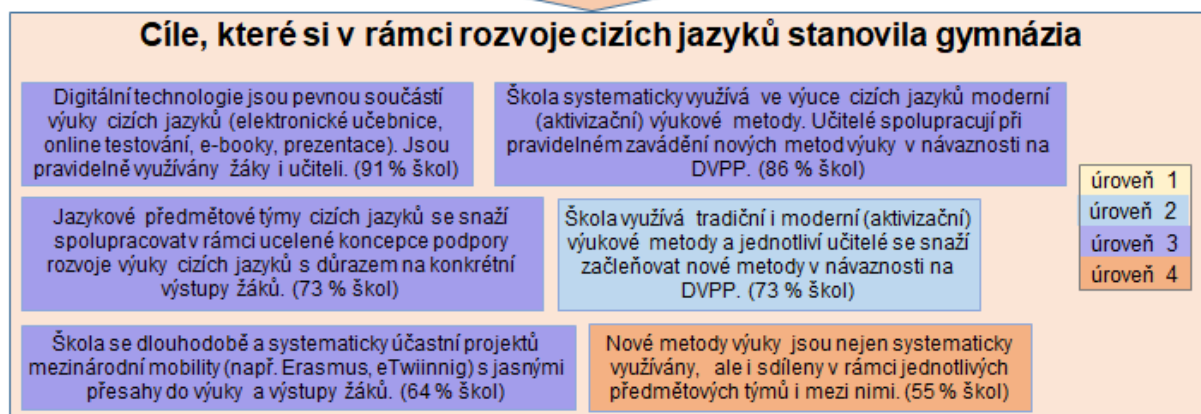 Cíle, které si v rámci rozvoje cizích jazyků stanovila gymnázia
Digitální technologie jsou pevnou součástí
výuky cizích jazyků (elektronické učebnice,
online testování, e-booky, prezentace). Jsou
pravidelně využívány žáky i učiteli. (91 % škol)
Škola systematicky využívá ve výuce cizích jazyků moderní
(aktivizační) výukové metody. Učitelé spolupracují při
pravidelném zavádění nových metod výuky v návaznosti na
DVPP. (86 % škol)
Jazykové předmětové týmy cizích jazyků se snaží
spolupracovat v rámci ucelené koncepce podpory
rozvoje výuky cizích jazyků s důrazem na konkrétní
výstupy žáků. (73 % škol)
Škola využívá tradiční i moderní (aktivizační)
výukové metody a jednotliví učitelé se snaží
začleňovat nové metody v návaznosti na
DVPP. (73 % škol)
Škola se dlouhodobě a systematicky účastní projektů
mezinárodní mobility (např. Erasmus, eTwiinnig) s jasnými
přesahy do výuky a výstupy žáků. (64 % škol)
Nové metody výuky jsou nejen systematicky
využívány, ale i sdíleny v rámci jednotlivých
předmětových týmů i mezi nimi. (55 % škol)
úroveň 1
úroveň 2
úroveň 3
úroveň 4